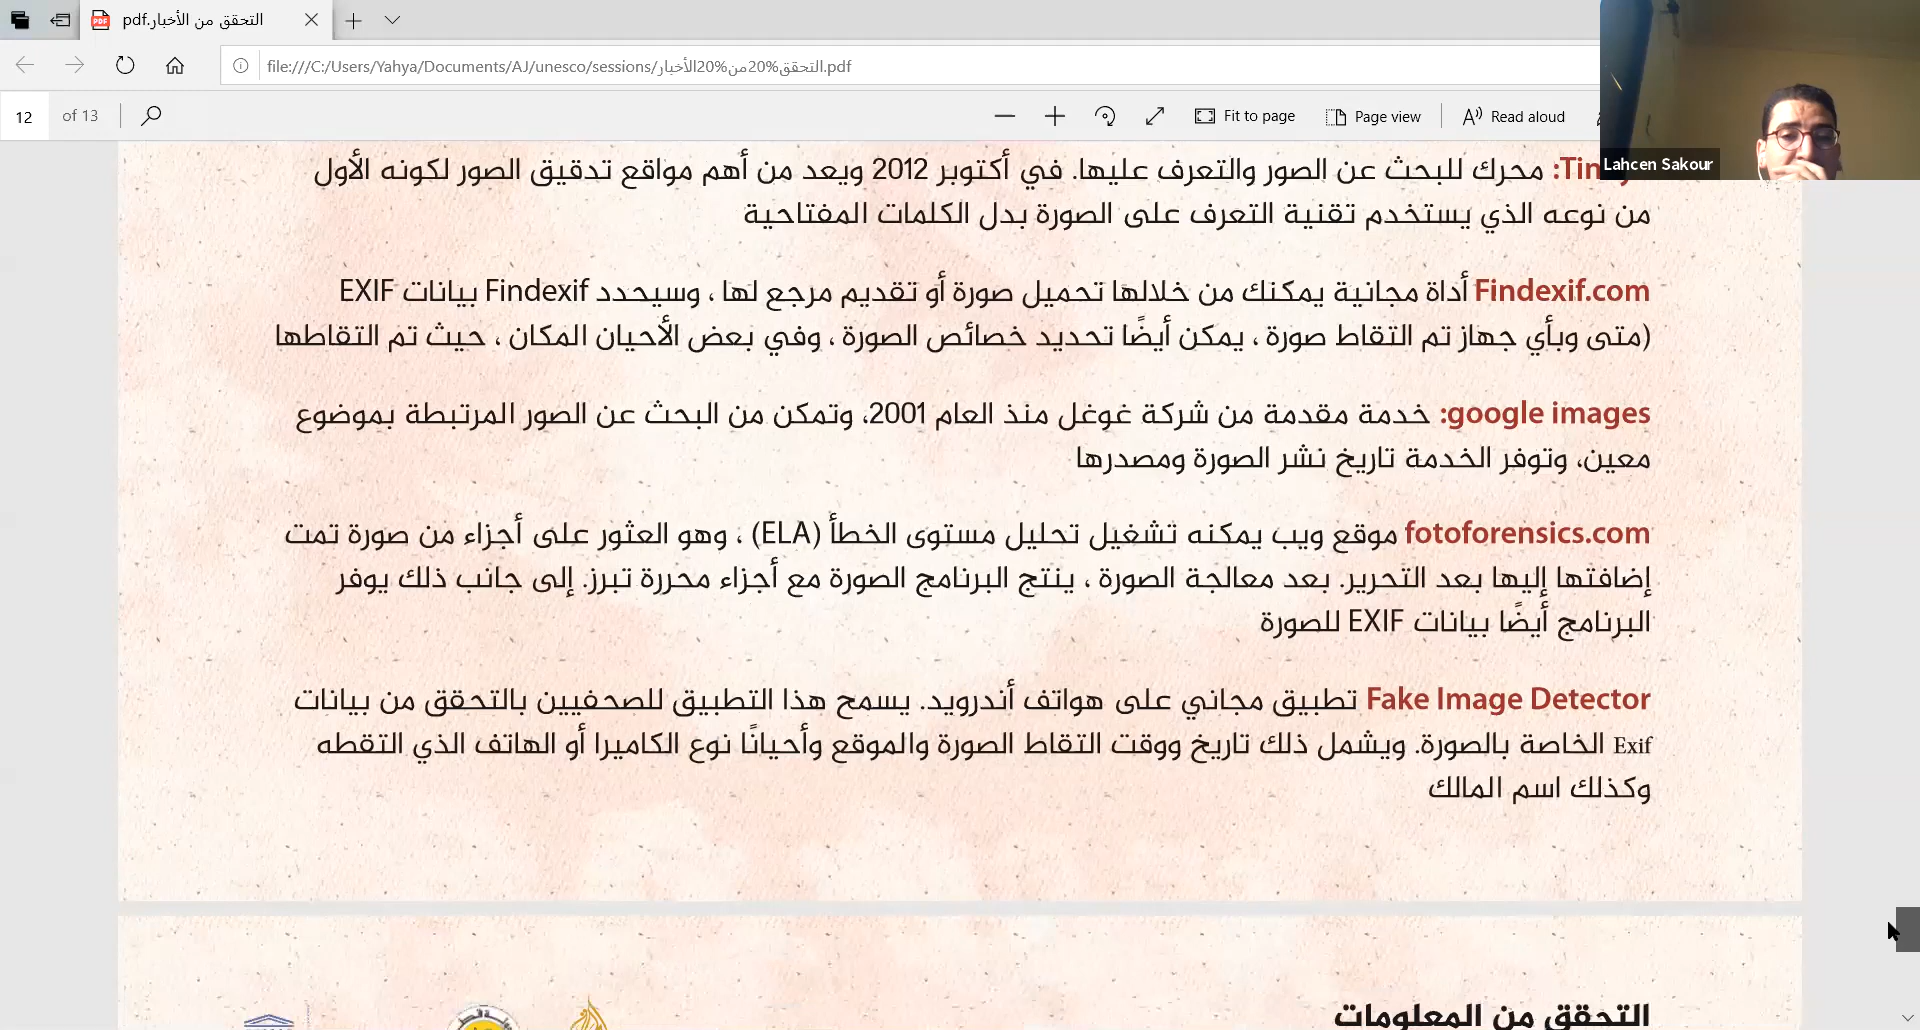 التحقق من الأخبار.pdf
file:///C:/Users/Yahya/Documents/AJ/unesco/sessions/التحقق%20من%20الأخبار.pdf
12 of 13
Fit to page
Page view
Read aloud
Lahcen Sakour
محرك للبحث عن الصور والتعرف عليها. في أكتوبر 2012 ويعد من أهم مواقع تدقيق الصور لكونه الأول
من نوعه الذي يستخدم تقنية التعرف على الصورة بدل الكلمات المفتاحية
Findexif.com أداة مجانية يمكنك من خلالها تحميل صورة أو تقديم مرجع لها ، وسيحدد Findexif بيانات EXIF
(متى وبأي جهاز تم التقاط صورة ، يمكن أيضًا تحديد خصائص الصورة ، وفي بعض الأحيان المكان ، حيث تم التقاطها
google images: خدمة مقدمة من شركة غوغل منذ العام 2001، وتمكن من البحث عن الصور المرتبطة بموضوع
معين، وتوفر الخدمة تاريخ نشر الصورة ومصدرها
fotoforensics.com موقع ويب يمكنه تشغيل تحليل مستوى الخطأ (ELA) ، وهو العثور على أجزاء من صورة تمت
إضافتها إليها بعد التحرير. بعد معالجة الصورة ، ينتج البرنامج الصورة مع أجزاء محررة تبرز. إلى جانب ذلك يوفر
البرنامج أيضًا بيانات EXIF للصورة
Fake Image Detector تطبيق مجاني على هواتف أندرويد. يسمح هذا التطبيق للصحفيين بالتحقق من بيانات
Exif الخاصة بالصورة. ويشمل ذلك تاريخ ووقت التقاط الصورة والموقع وأحيانًا نوع الكاميرا أو الهاتف الذي التقطه
وكذلك اسم المالك
التحقق من المعلومات